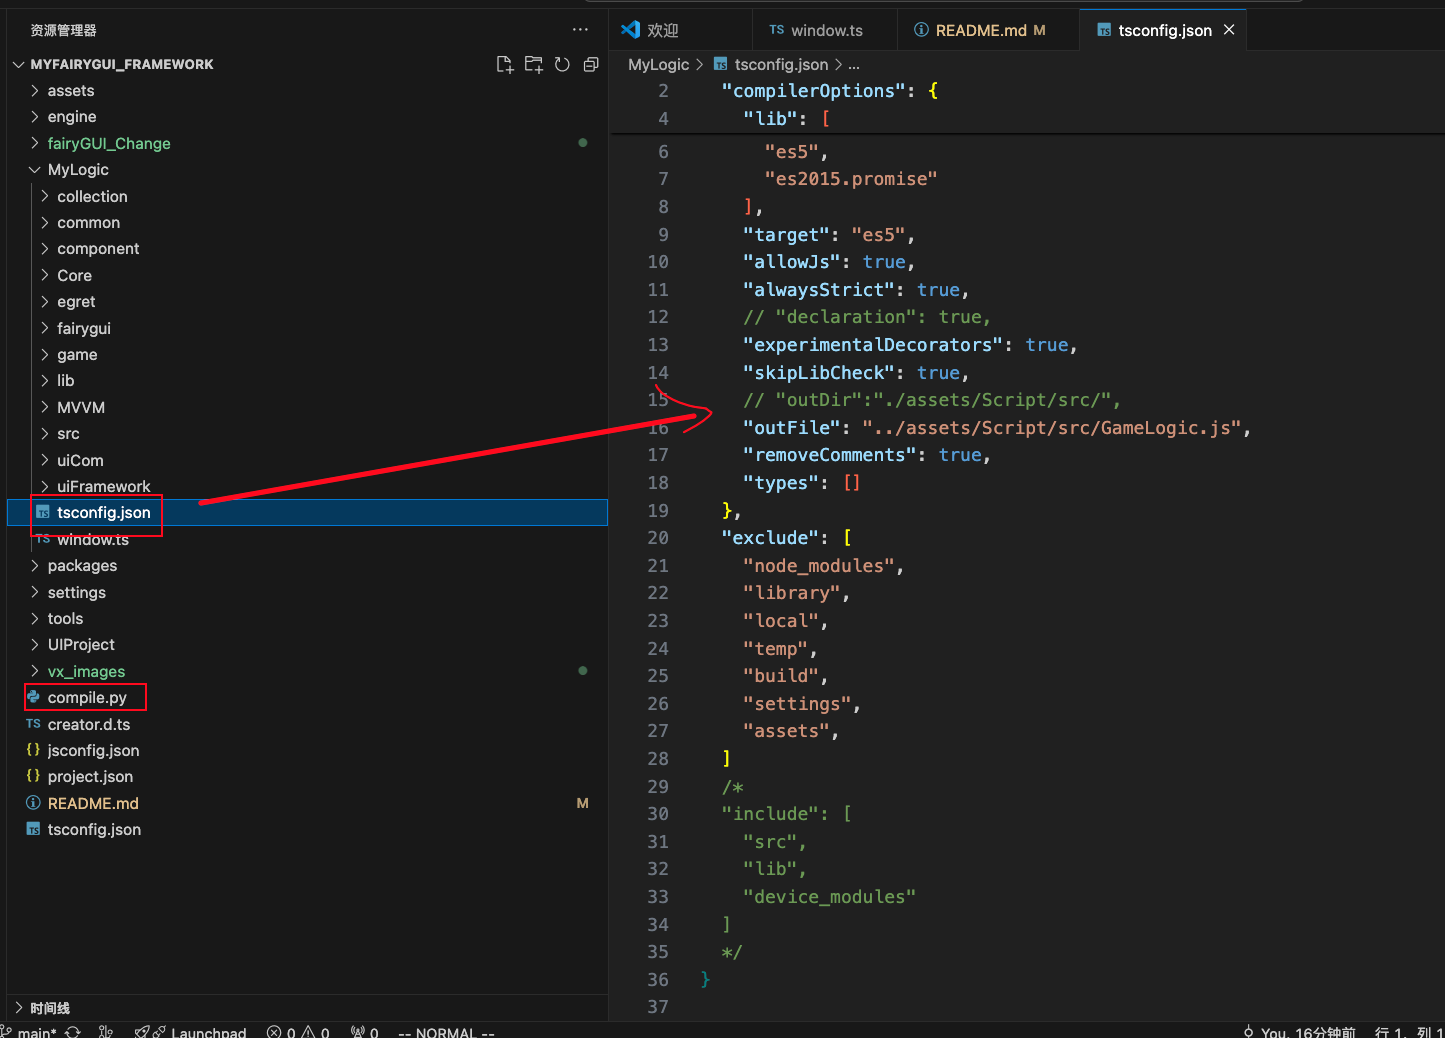 资源管理器
···
欢迎
TS window.ts
README.md M
TS tsconfig.json ×
MYFAIRYGUI_FRAMEWORK
MyLogic > TS tsconfig.json > ...
assets
engine
fairyGUI_Change
MyLogic
collection
common
component
Core
egret
fairygui
game
lib
MVVM
src
uiCom
uiFramework
TS tsconfig.json
TS window.ts
packages
settings
tools
UIProject
vx_images
compile.py
TS creator.d.ts
{} jsconfig.json
{} project.json
README.md M
TS tsconfig.json
时间线
2 "compilerOptions": {
4 "lib": [
6 "es5",
7 "es2015.promise"
8 ],
9 "target": "es5",
10 "allowJs": true,
11 "alwaysStrict": true,
12 // "declaration": true,
13 "experimentalDecorators": true,
14 "skipLibCheck": true,
15 // "outDir":"./assets/Script/src/",
16 "outFile": "../assets/Script/src/GameLogic.js",
17 "removeComments": true,
18 "types": []
19 },
20 "exclude": [
21 "node_modules",
22 "library",
23 "local",
24 "temp",
25 "build",
26 "settings",
27 "assets",
28 ]
29 /*
30 "include": [
31 "src",
32 "lib",
33 "device_modules"
34 ]
35 */
36 }
37
main* Launchpad 0 0 0 -- NORMAL -- You, 16分钟前 行 1, 列 1